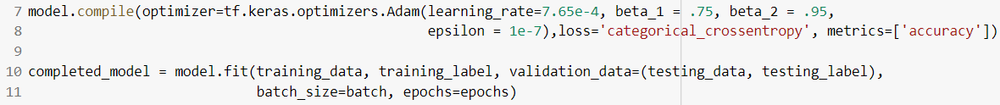 7 model.compile(optimizer=tf.keras.optimizers.Adam(learning_rate=7.65e-4, beta_1 = .75, beta_2 = .95,
8 epsilon = 1e-7),loss='categorical_crossentropy', metrics=['accuracy'])
9
10 completed_model = model.fit(training_data, training_label, validation_data=(testing_data, testing_label),
11 batch_size=batch, epochs=epochs)